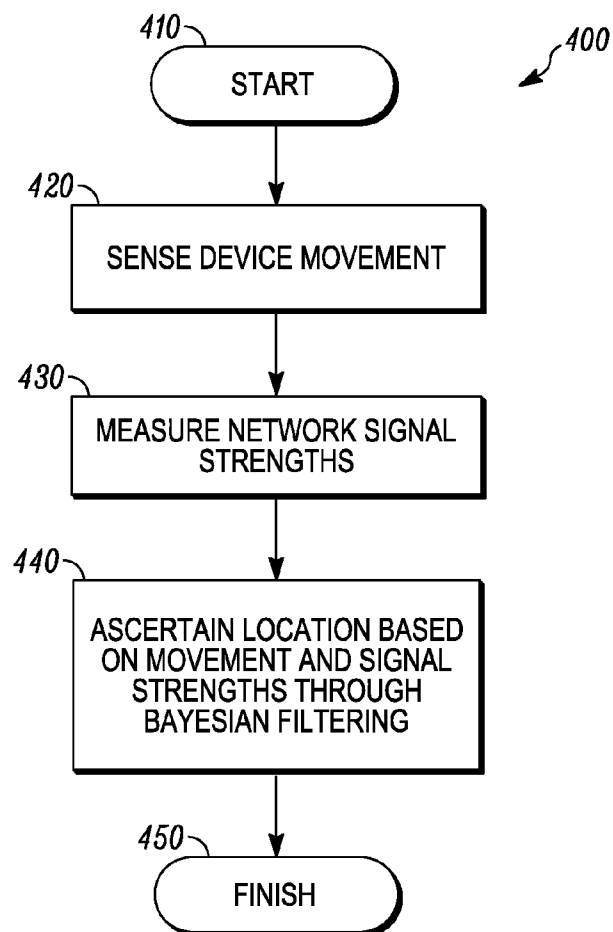 410
400
START
420
SENSE DEVICE MOVEMENT
430
MEASURE NETWORK SIGNAL
STRENGTHS
440
ASCERTAIN LOCATION BASED
ON MOVEMENT AND SIGNAL
STRENGTHS THROUGH
BAYESIAN FILTERING
450
FINISH